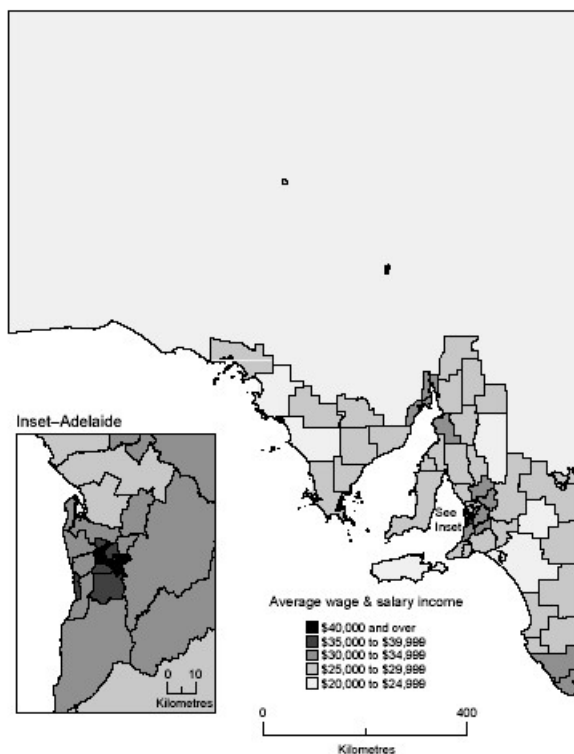 Inset–Adelaide
0 10
Kilometres
See
Inset
Average wage & salary income
$40,000 and over
$35,000 to $39,999
$30,000 to $34,999
$25,000 to $29,999
$20,000 to $24,999
0 400
Kilometres